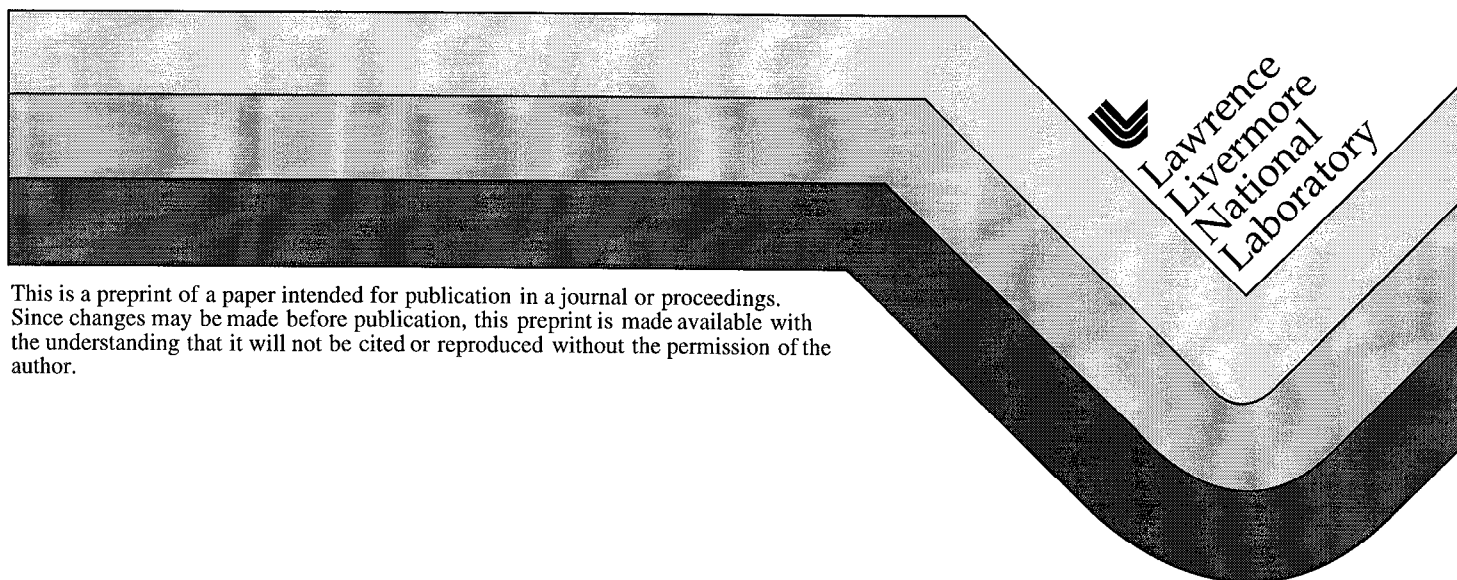 Lawrence
Livermore
National
Laboratory
This is a preprint of a paper intended for publication in a journal or proceedings.
Since changes may be made before publication, this preprint is made available with
the understanding that it will not be cited or reproduced without the permission of the
author.